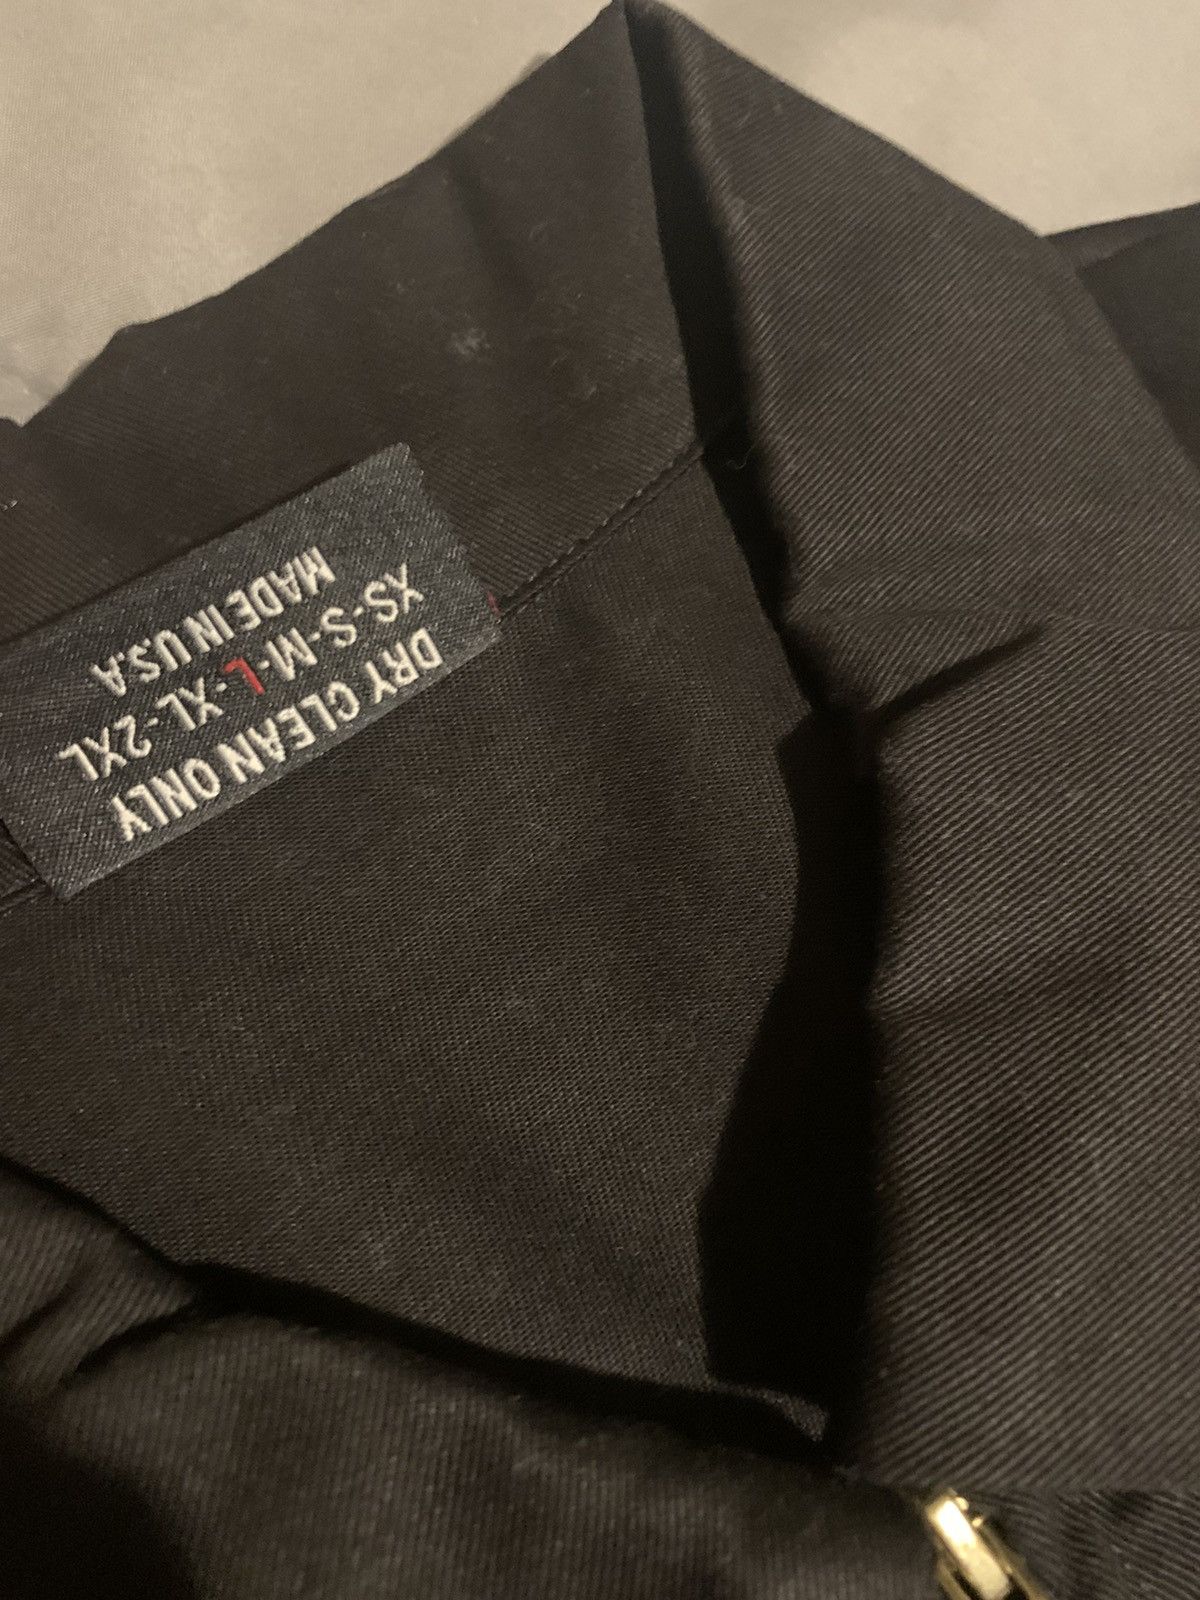 DRY CLEAN ONLY
XS-S-M-L-XL-2XL
MADE IN U.S.A